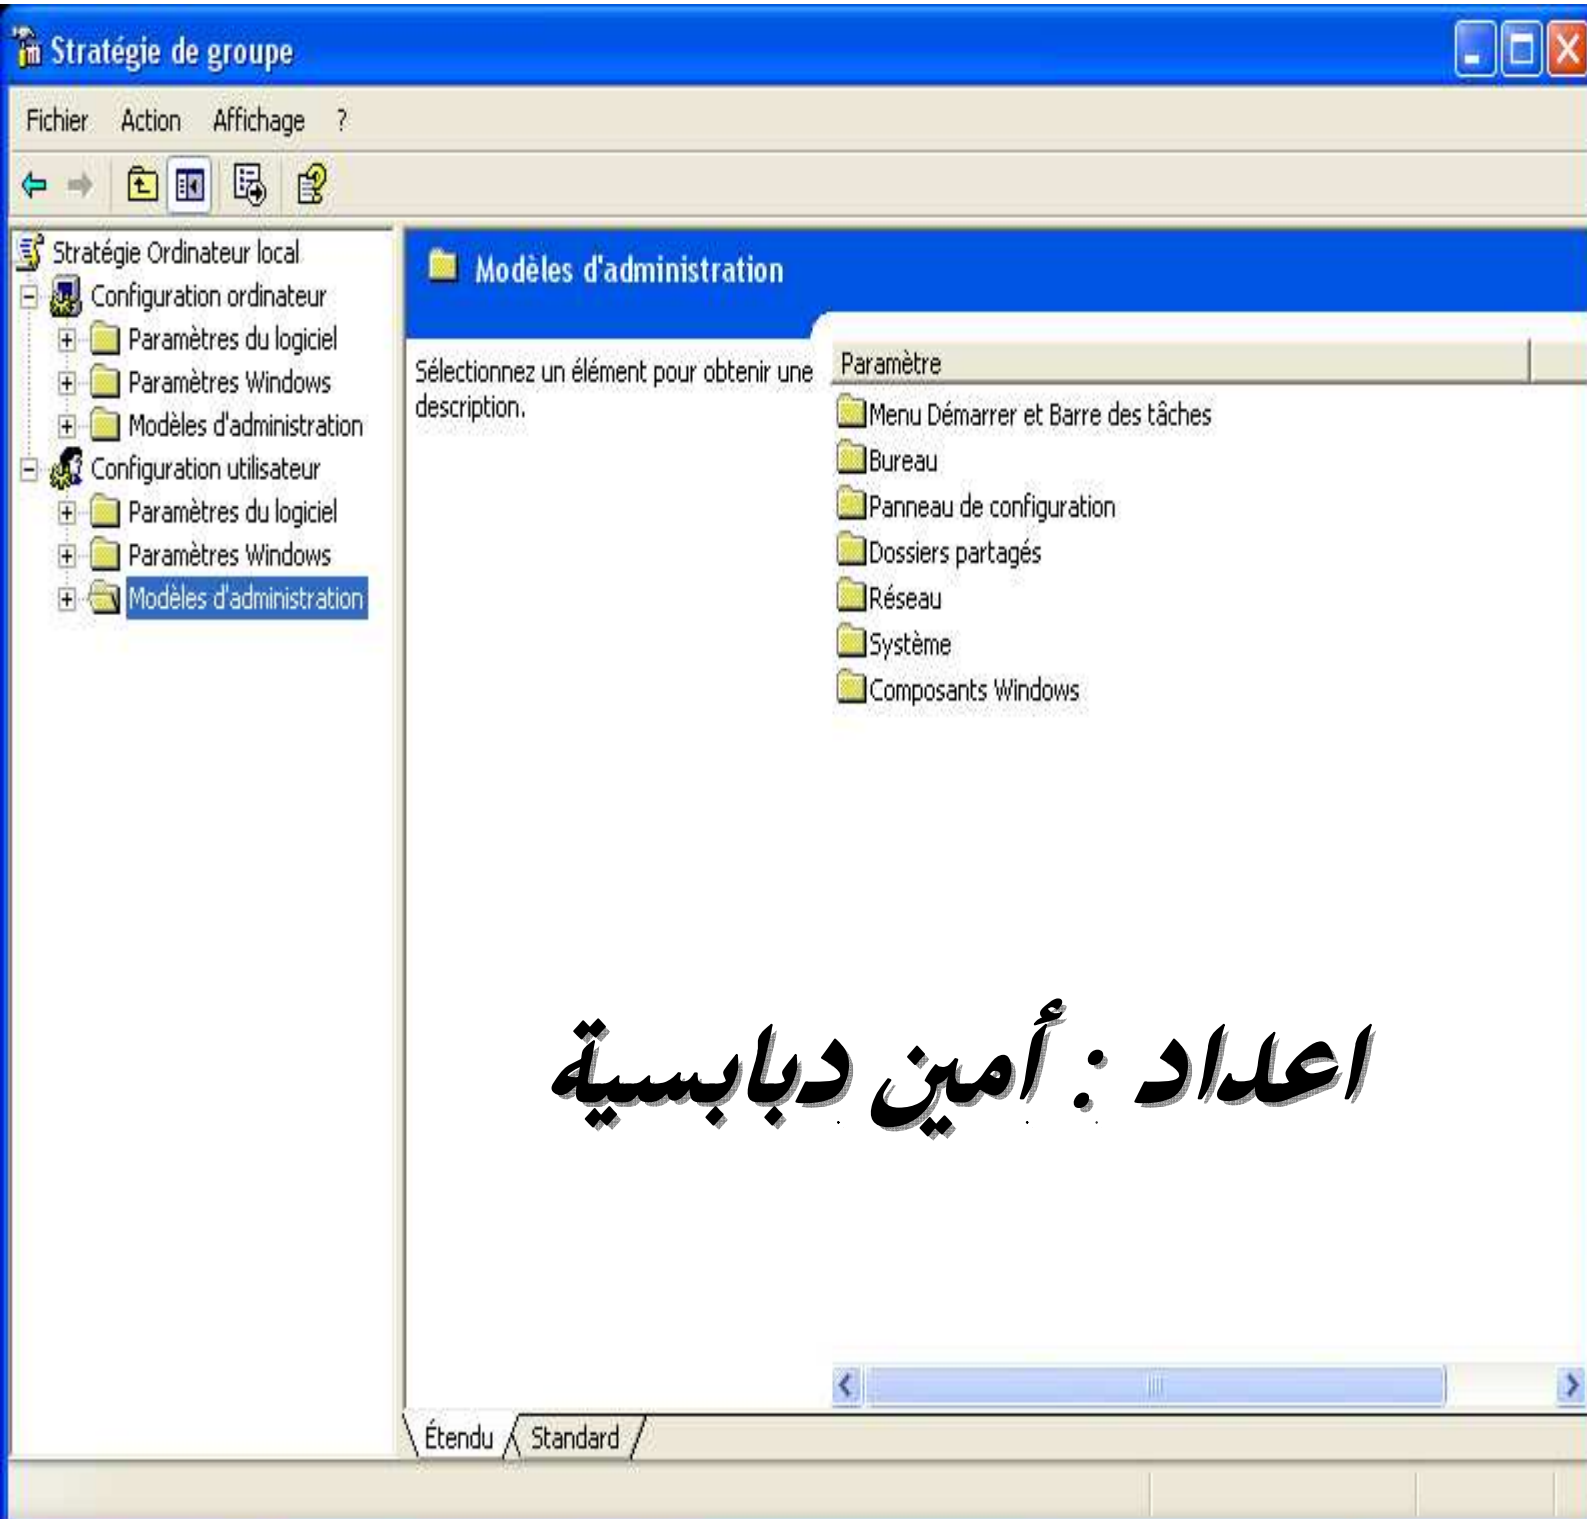 Stratégie de groupe
Fichier Action Affichage ?
Stratégie Ordinateur local
Configuration ordinateur
Paramètres du logiciel
Paramètres Windows
Modèles d'administration
Configuration utilisateur
Paramètres du logiciel
Paramètres Windows
Modèles d'administration
Modèles d'administration
Sélectionnez un élément pour obtenir une
description.
Paramètre
Menu Démarrer et Barre des tâches
Bureau
Panneau de configuration
Dossiers partagés
Réseau
Système
Composants Windows
اعداد : أمين دبابسية
Étendu Standard